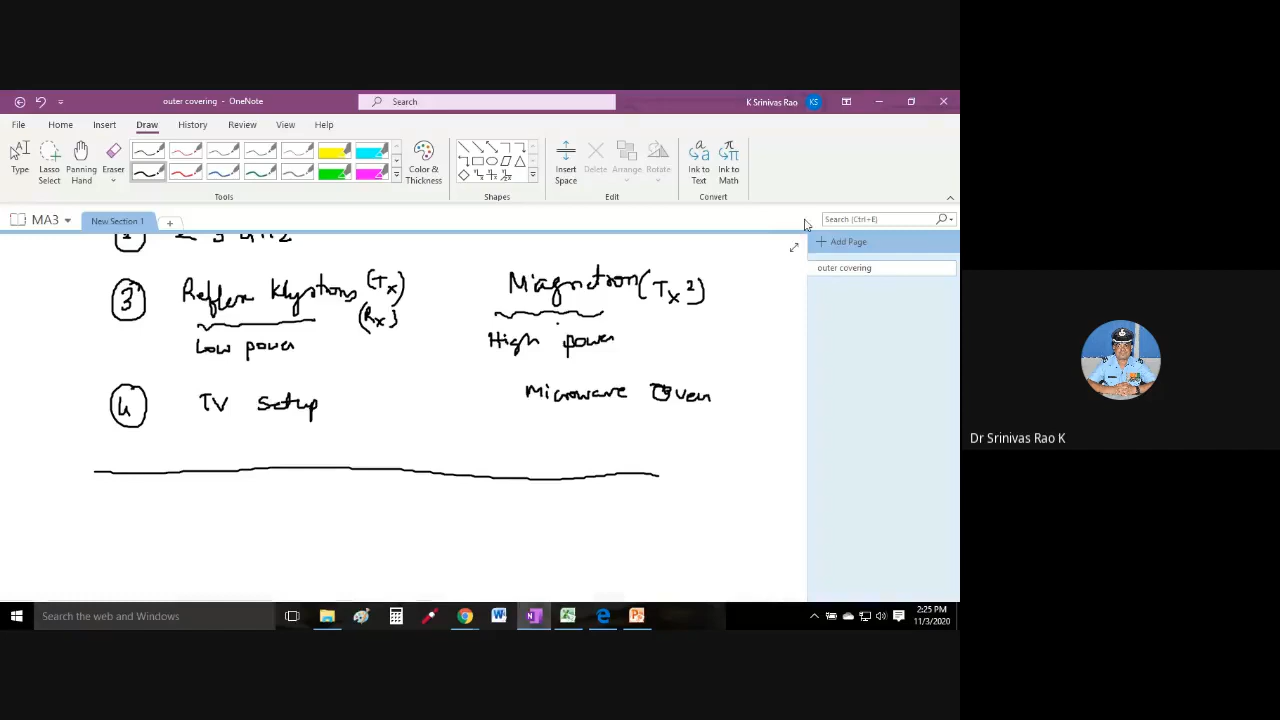 outer covering - OneNote
Search
K Srinivas Rao KS
File Home Insert Draw History Review View Help
Type Lasso Select Panning Hand Eraser Color & Thickness Insert Space Delete Arrange Rotate Ink to Text Ink to Math
Tools Shapes Edit Convert
MA3 New Section 1 Search (Ctrl+E)
Add Page
outer covering
3 Reflex Klystrons (Tx) Magnetron (Tx
(Rx)
Low power High power
4 TV Setup Microwave Oven
Dr Srinivas Rao K
Search the web and Windows
2:25 PM
11/3/2020